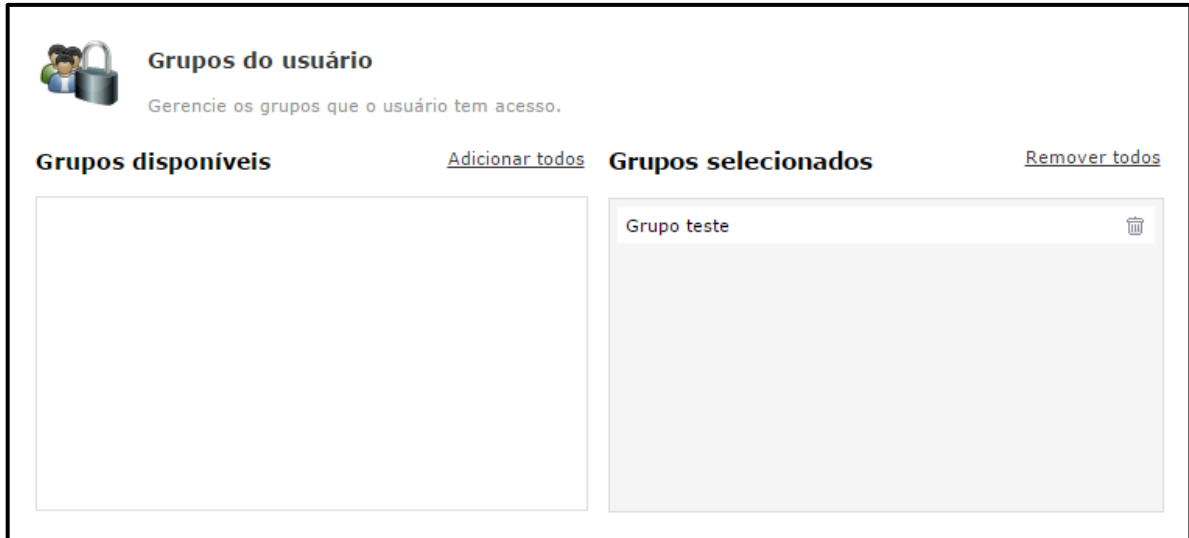 Grupos do usuário
Gerencie os grupos que o usuário tem acesso.
Grupos disponíveis
Adicionar todos
Grupos selecionados
Remover todos
Grupo teste